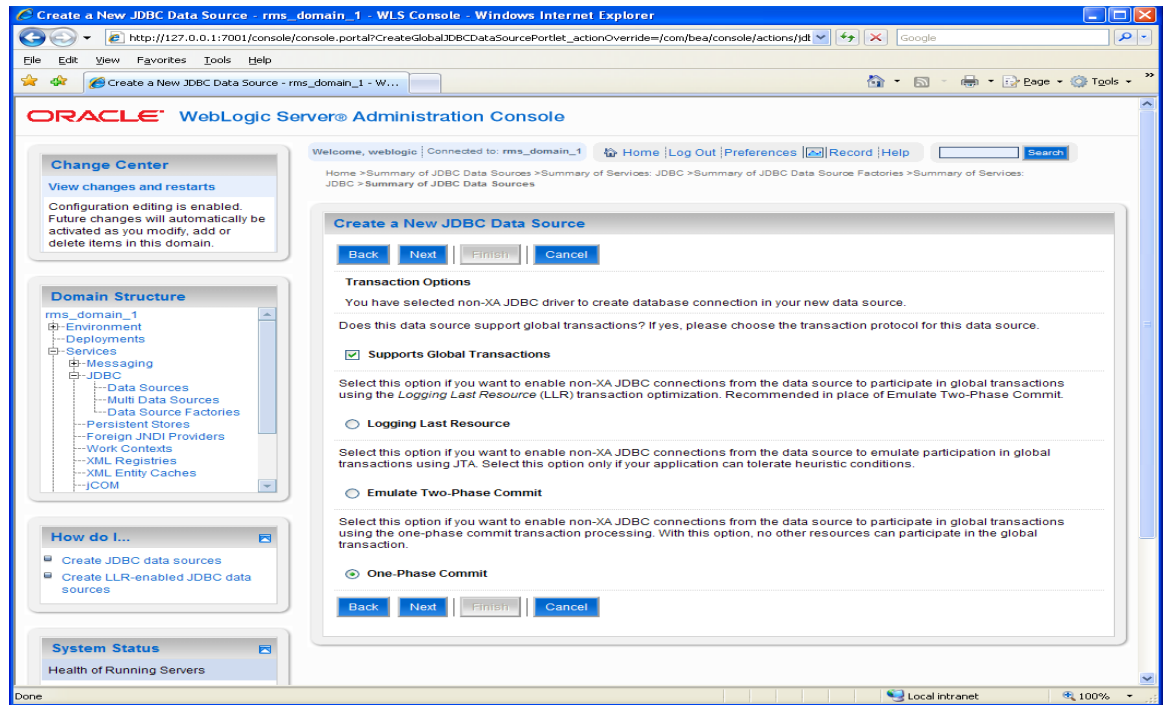 Create a New JDBC Data Source - rms_domain_1 - WLS Console - Windows Internet Explorer
http://127.0.0.1:7001/console/console.portal?CreateGlobalJDBCDataSourcePortlet_actionOverride=/com/bea/console/actions/jdb
Google
File Edit View Favorites Tools Help
Create a New JDBC Data Source - rms_domain_1 - W...
Page Tools
ORACLE WebLogic Server® Administration Console
Change Center
View changes and restarts
Configuration editing is enabled.
Future changes will automatically be
activated as you modify, add or
delete items in this domain.
Domain Structure
rms_domain_1
Environment
Deployments
Services
Messaging
JDBC
Data Sources
Multi Data Sources
Data Source Factories
Persistent Stores
Foreign JNDI Providers
Work Contexts
XML Registries
XML Entity Caches
jCOM
How do I...
Create JDBC data sources
Create LLR-enabled JDBC data
sources
System Status
Health of Running Servers
Welcome, weblogic Connected to: rms_domain_1 Home Log Out Preferences Record Help Search
Home >Summary of JDBC Data Sources >Summary of Services: JDBC >Summary of JDBC Data Source Factories >Summary of Services:
JDBC >Summary of JDBC Data Sources
Create a New JDBC Data Source
Back Next Finish Cancel
Transaction Options
You have selected non-XA JDBC driver to create database connection in your new data source.
Does this data source support global transactions? If yes, please choose the transaction protocol for this data source.
Supports Global Transactions
Select this option if you want to enable non-XA JDBC connections from the data source to participate in global transactions
using the Logging Last Resource (LLR) transaction optimization. Recommended in place of Emulate Two-Phase Commit.
Logging Last Resource
Select this option if you want to enable non-XA JDBC connections from the data source to emulate participation in global
transactions using JTA. Select this option only if your application can tolerate heuristic conditions.
Emulate Two-Phase Commit
Select this option if you want to enable non-XA JDBC connections from the data source to participate in global transactions
using the one-phase commit transaction processing. With this option, no other resources can participate in the global
transaction.
One-Phase Commit
Back Next Finish Cancel
Done Local intranet 100%